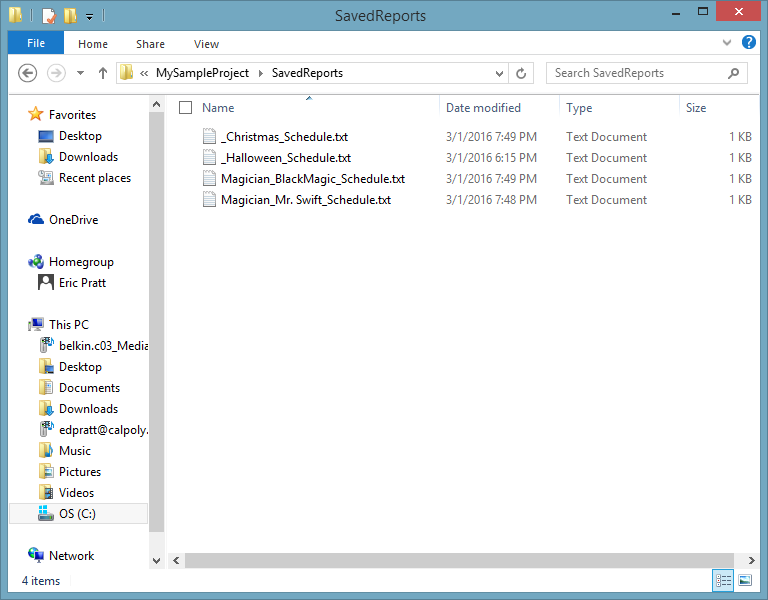 SavedReports
File Home Share View
« MySampleProject SavedReports Search SavedReports
Name Date modified Type Size
_Christmas_Schedule.txt 3/1/2016 7:49 PM Text Document 1 KB
_Halloween_Schedule.txt 3/1/2016 6:15 PM Text Document 1 KB
Magician_BlackMagic_Schedule.txt 3/1/2016 7:49 PM Text Document 1 KB
Magician_Mr. Swift_Schedule.txt 3/1/2016 7:48 PM Text Document 1 KB
Favorites
Desktop
Downloads
Recent places
OneDrive
Homegroup
Eric Pratt
This PC
belkin.c03_Media
Desktop
Documents
Downloads
edpratt@calpoly.
Music
Pictures
Videos
OS (C:)
Network
4 items